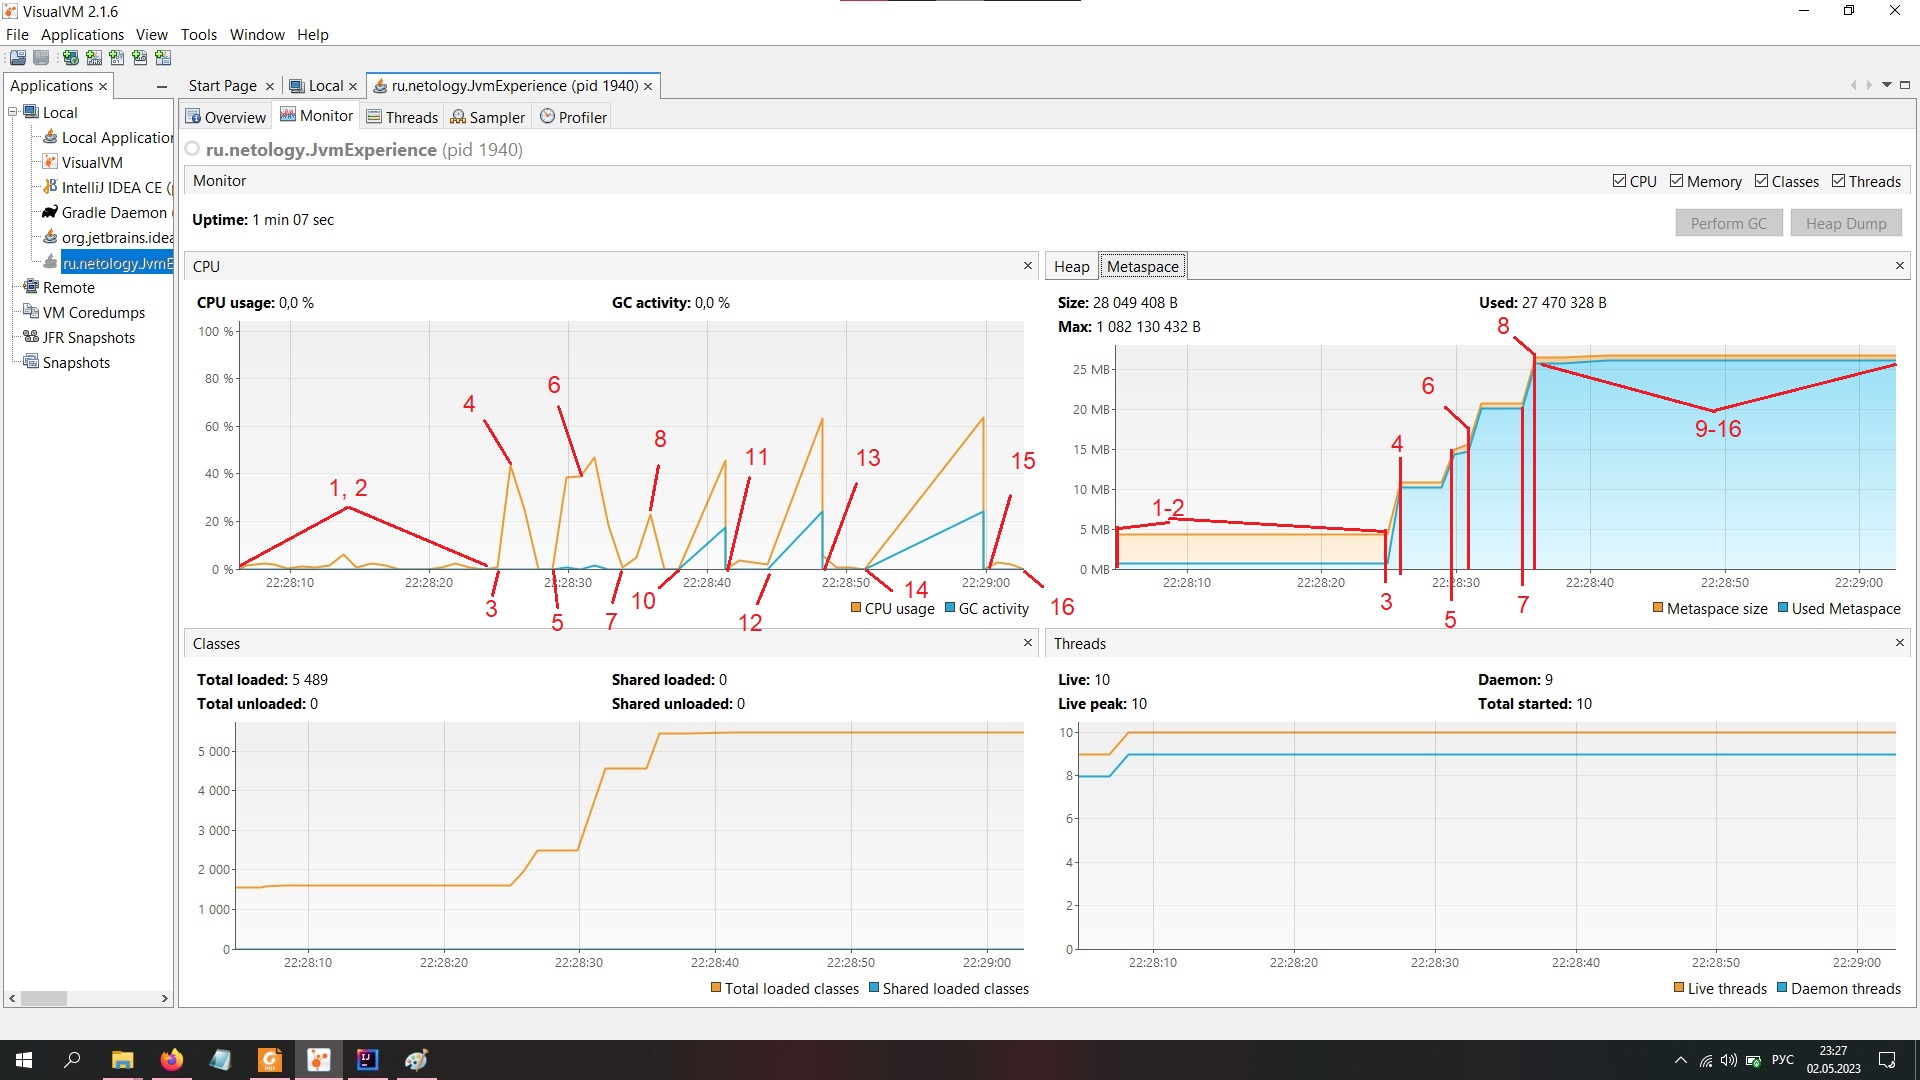 VisualVM 2.1.6
File Applications View Tools Window Help
Applications
Start Page
Local
ru.netology.JvmExperience (pid 1940)
Local
Local Application
VisualVM
IntelliJ IDEA CE (
Gradle Daemon
org.jetbrains.idea
ru.netology.JvmE
Remote
VM Coredumps
JFR Snapshots
Snapshots
Overview Monitor Threads Sampler Profiler
ru.netology.JvmExperience (pid 1940)
Monitor
CPU Memory Classes Threads
Uptime: 1 min 07 sec
Perform GC Heap Dump
CPU
CPU usage: 0,0 % GC activity: 0,0 %
100 %
80 %
60 %
40 %
20 %
0 %
1, 2
3
4
5
6
7
8
10
11
12
13
14
15
16
22:28:10 22:28:20 22:28:30 22:28:40 22:28:50 22:29:00
CPU usage GC activity
Heap Metaspace
Size: 28 049 408 B Used: 27 470 328 B
Max: 1 082 130 432 B
25 MB
20 MB
15 MB
10 MB
5 MB
0 MB
1-2
3
4
5
6
7
8
9-16
22:28:10 22:28:20 22:28:30 22:28:40 22:28:50 22:29:00
Metaspace size Used Metaspace
Classes
Total loaded: 5 489 Shared loaded: 0
Total unloaded: 0 Shared unloaded: 0
5 000
4 000
3 000
2 000
1 000
0
22:28:10 22:28:20 22:28:30 22:28:40 22:28:50 22:29:00
Total loaded classes Shared loaded classes
Threads
Live: 10 Daemon: 9
Live peak: 10 Total started: 10
10
8
6
4
2
0
22:28:10 22:28:20 22:28:30 22:28:40 22:28:50 22:29:00
Live threads Daemon threads
РУС
23:27
02.05.2023